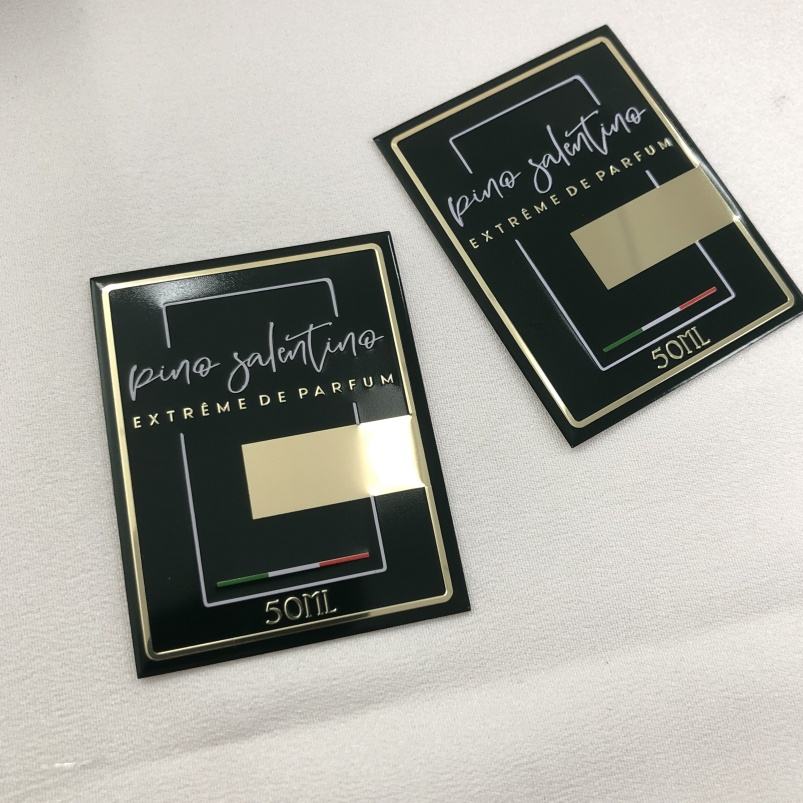 pino salentino
EXTRÊME DE PARFUM
50ML
pino salentino
EXTRÊME DE PARFUM
50ML